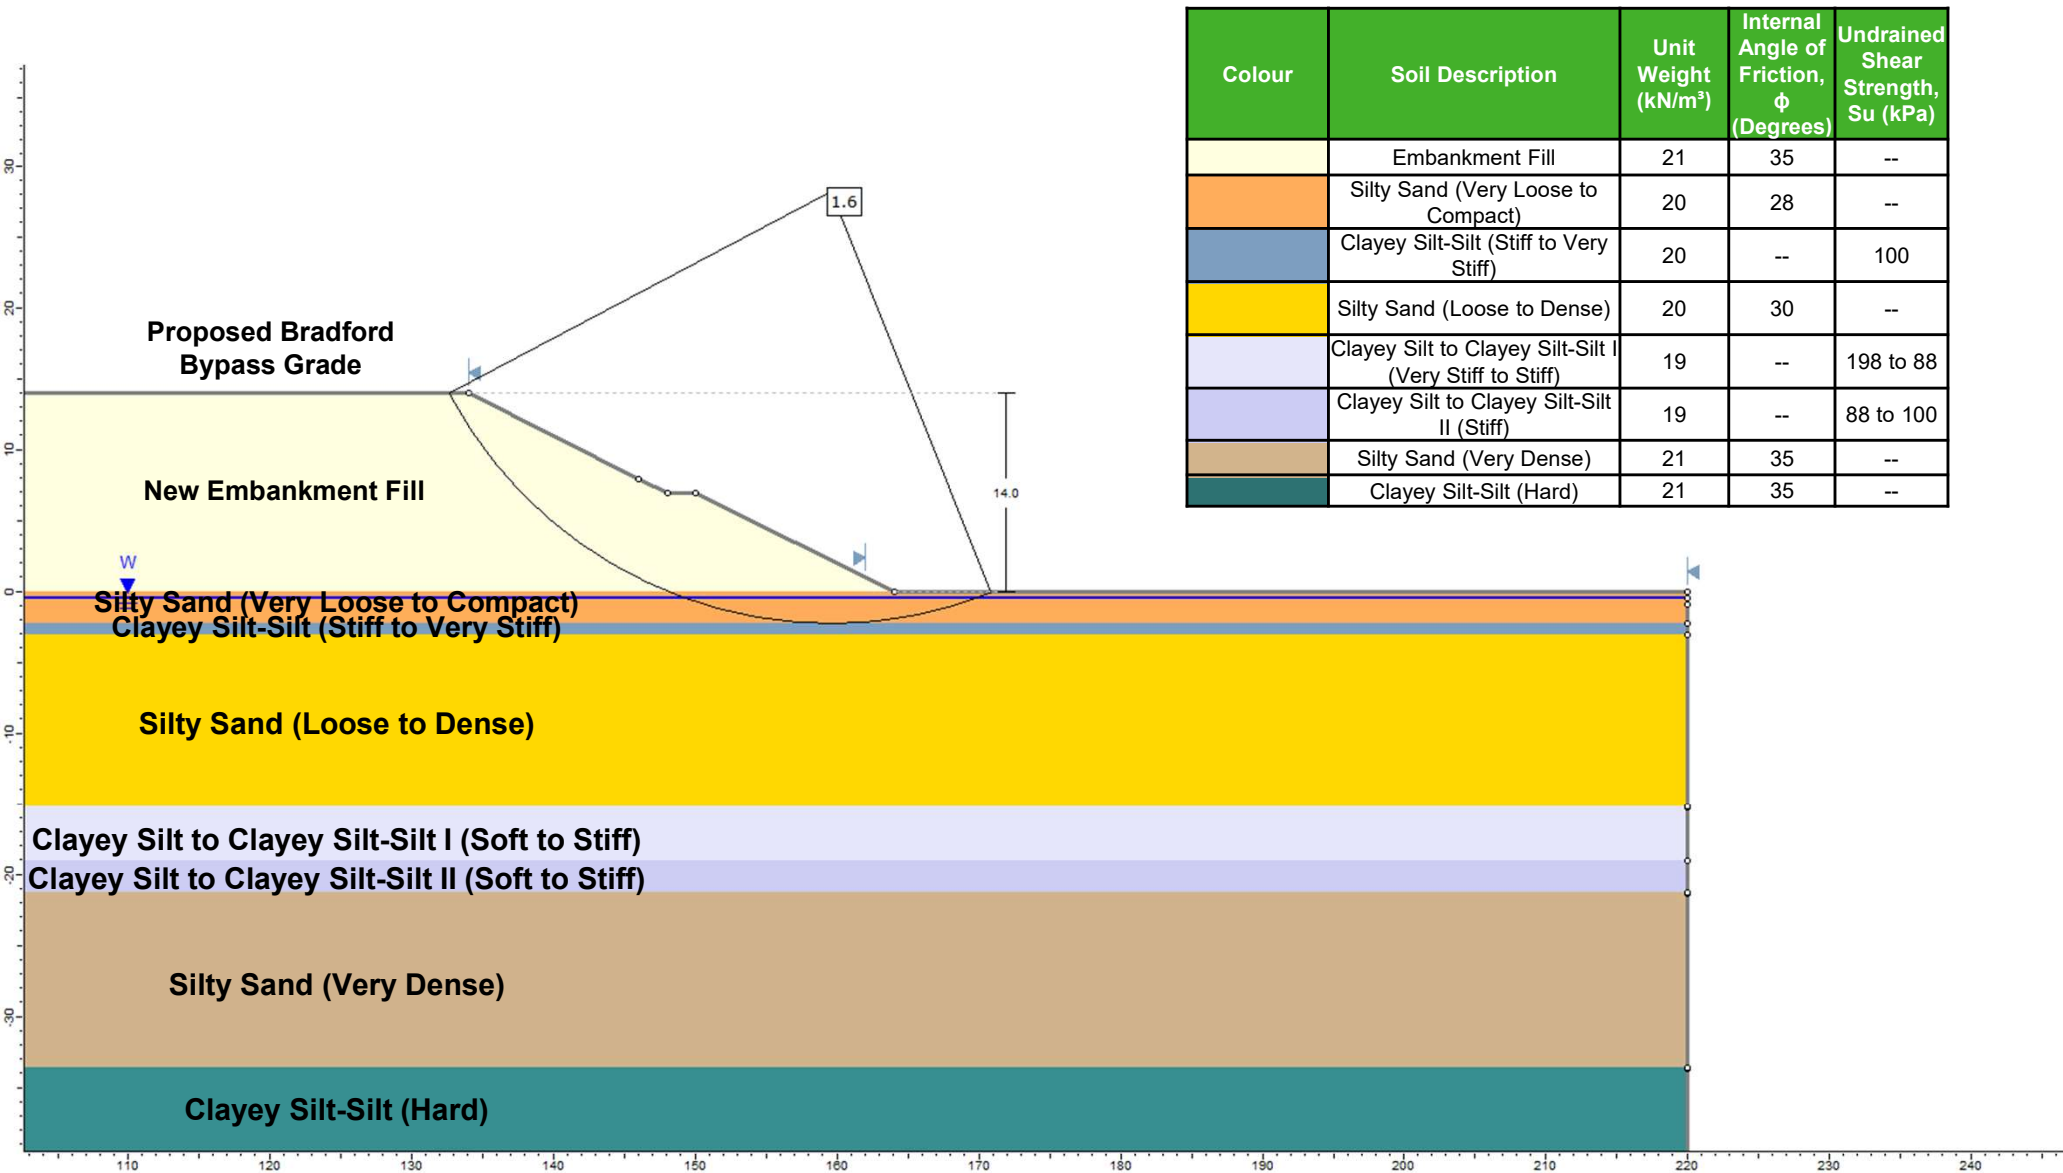 Colour
Soil Description
Unit
Weight
(kN/m³)
Internal
Angle of
Friction,
ϕ
(Degrees)
Undrained
Shear
Strength,
Su (kPa)
Embankment Fill
21
35
--
Silty Sand (Very Loose to
Compact)
20
28
--
Clayey Silt-Silt (Stiff to Very
Stiff)
20
--
100
Silty Sand (Loose to Dense)
20
30
--
Clayey Silt to Clayey Silt-Silt I
(Very Stiff to Stiff)
19
--
198 to 88
Clayey Silt to Clayey Silt-Silt
II (Stiff)
19
--
88 to 100
Silty Sand (Very Dense)
21
35
--
Clayey Silt-Silt (Hard)
21
35
--
30
20
10
0
-10
-20
-30
1.6
Proposed Bradford
Bypass Grade
New Embankment Fill
14.0
W
Silty Sand (Very Loose to Compact)
Clayey Silt-Silt (Stiff to Very Stiff)
Silty Sand (Loose to Dense)
Clayey Silt to Clayey Silt-Silt I (Soft to Stiff)
Clayey Silt to Clayey Silt-Silt II (Soft to Stiff)
Silty Sand (Very Dense)
Clayey Silt-Silt (Hard)
110 120 130 140 150 160 170 180 190 200 210 220 230 240